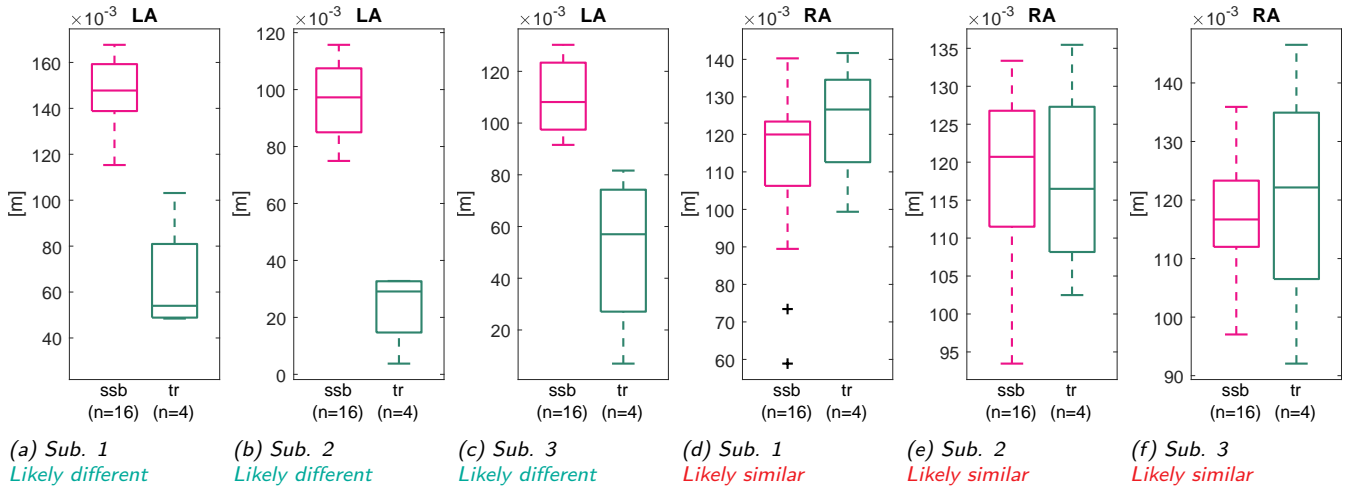 ×10⁻³ LA
[m]
160
140
120
100
80
60
40
ssb tr
(n=16) (n=4)
(a) Sub. 1
Likely different
×10⁻³ LA
[m]
120
100
80
60
40
20
0
ssb tr
(n=16) (n=4)
(b) Sub. 2
Likely different
×10⁻³ LA
[m]
120
100
80
60
40
20
ssb tr
(n=16) (n=4)
(c) Sub. 3
Likely different
×10⁻³ RA
[m]
140
130
120
110
100
90
80
70
60
ssb tr
(n=16) (n=4)
(d) Sub. 1
Likely similar
×10⁻³ RA
[m]
135
130
125
120
115
110
105
100
95
ssb tr
(n=16) (n=4)
(e) Sub. 2
Likely similar
×10⁻³ RA
[m]
140
130
120
110
100
90
ssb tr
(n=16) (n=4)
(f) Sub. 3
Likely similar